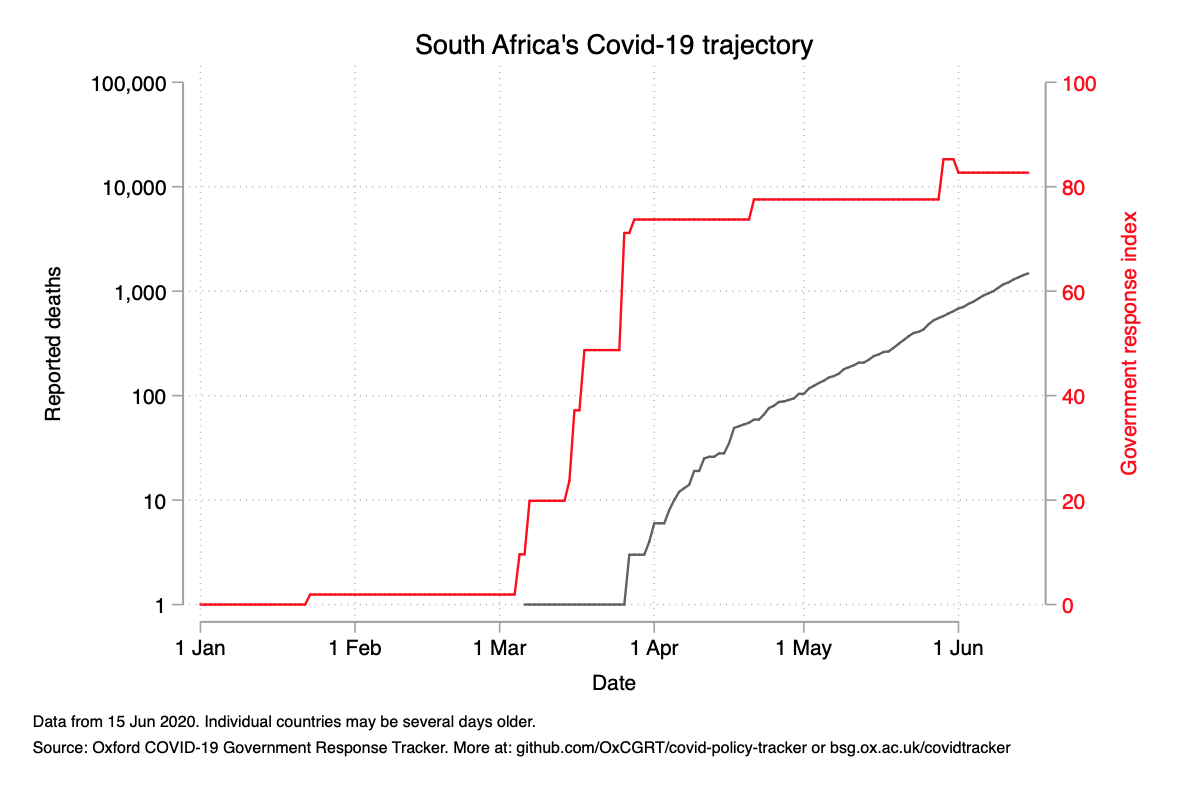 South Africa's Covid-19 trajectory
100,000
10,000
1,000
100
10
1
Reported deaths
100
80
60
40
20
0
Government response index
1 Jan
1 Feb
1 Mar
1 Apr
1 May
1 Jun
Date
Data from 15 Jun 2020. Individual countries may be several days older.
Source: Oxford COVID-19 Government Response Tracker. More at: github.com/OxCGRT/covid-policy-tracker or bsg.ox.ac.uk/covidtracker